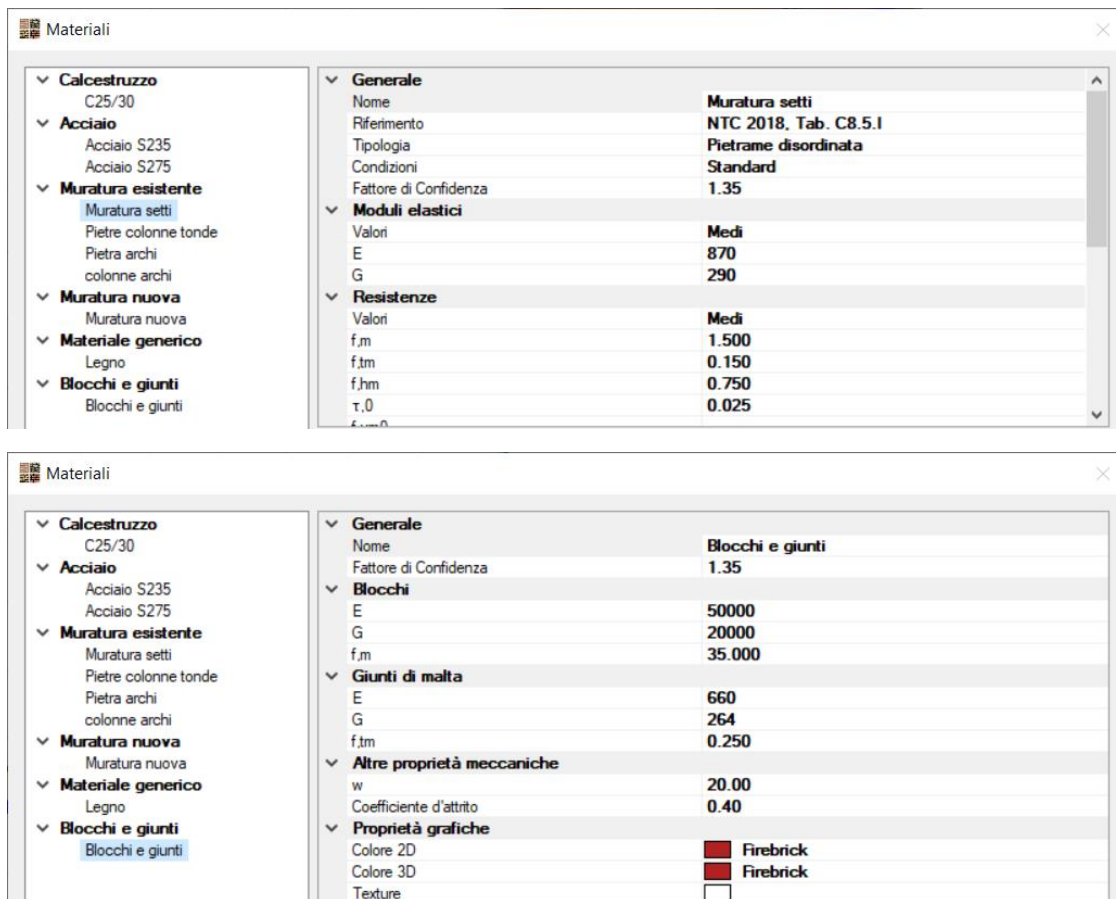 Materiali
Calcestruzzo
C25/30
Acciaio
Acciaio S235
Acciaio S275
Muratura esistente
Muratura setti
Pietre colonne tonde
Pietra archi
colonne archi
Muratura nuova
Muratura nuova
Materiale generico
Legno
Blocchi e giunti
Blocchi e giunti
Generale
Nome Muratura setti
Riferimento NTC 2018, Tab. C8.5.I
Tipologia Pietrame disordinata
Condizioni Standard
Fattore di Confidenza 1.35
Moduli elastici
Valori Medi
E 870
G 290
Resistenze
Valori Medi
f,m 1.500
f,tm 0.150
f,hm 0.750
τ,0 0.025
Materiali
Calcestruzzo
C25/30
Acciaio
Acciaio S235
Acciaio S275
Muratura esistente
Muratura setti
Pietre colonne tonde
Pietra archi
colonne archi
Muratura nuova
Muratura nuova
Materiale generico
Legno
Blocchi e giunti
Blocchi e giunti
Generale
Nome Blocchi e giunti
Fattore di Confidenza 1.35
Blocchi
E 50000
G 20000
f,m 35.000
Giunti di malta
E 660
G 264
f,tm 0.250
Altre proprietà meccaniche
w 20.00
Coefficiente d'attrito 0.40
Proprietà grafiche
Colore 2D Firebrick
Colore 3D Firebrick
Texture